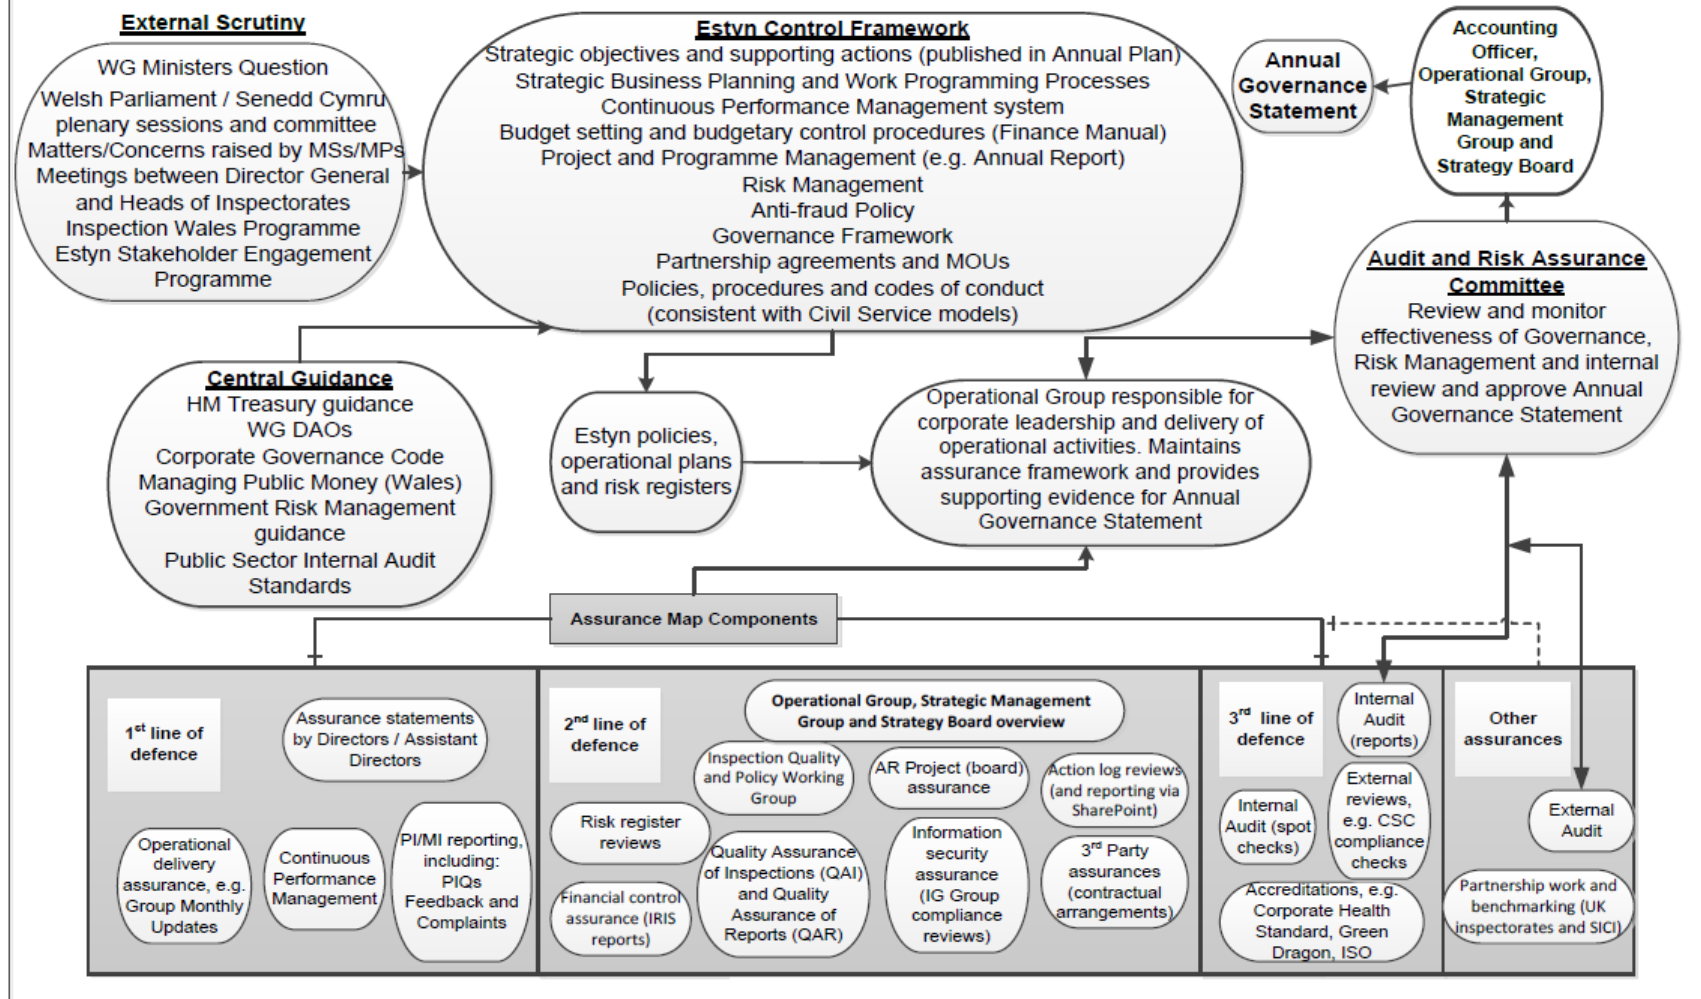 External Scrutiny
WG Ministers Question
Welsh Parliament / Senedd Cymru
plenary sessions and committee
Matters/Concerns raised by MSs/MPs
Meetings between Director General
and Heads of Inspectorates
Inspection Wales Programme
Estyn Stakeholder Engagement
Programme
Estyn Control Framework
Strategic objectives and supporting actions (published in Annual Plan)
Strategic Business Planning and Work Programming Processes
Continuous Performance Management system
Budget setting and budgetary control procedures (Finance Manual)
Project and Programme Management (e.g. Annual Report)
Risk Management
Anti-fraud Policy
Governance Framework
Partnership agreements and MOUs
Policies, procedures and codes of conduct
(consistent with Civil Service models)
Annual
Governance
Statement
Accounting
Officer,
Operational Group,
Strategic
Management
Group and
Strategy Board
Audit and Risk Assurance
Committee
Review and monitor
effectiveness of Governance,
Risk Management and internal
review and approve Annual
Governance Statement
Central Guidance
HM Treasury guidance
WG DAOs
Corporate Governance Code
Managing Public Money (Wales)
Government Risk Management
guidance
Public Sector Internal Audit
Standards
Estyn policies,
operational plans
and risk registers
Operational Group responsible for
corporate leadership and delivery of
operational activities. Maintains
assurance framework and provides
supporting evidence for Annual
Governance Statement
Assurance Map Components
1st line of
defence
Assurance statements
by Directors / Assistant
Directors
Operational
delivery
assurance, e.g.
Group Monthly
Updates
Continuous
Performance
Management
PI/MI reporting,
including:
PIQs
Feedback and
Complaints
2nd line of
defence
Operational Group, Strategic Management
Group and Strategy Board overview
Inspection Quality
and Policy Working
Group
AR Project (board)
assurance
Action log reviews
(and reporting via
SharePoint)
Risk register
reviews
Financial control
assurance (IRIS
reports)
Quality Assurance
of Inspections (QAI)
and Quality
Assurance of
Reports (QAR)
Information
security
assurance
(IG Group
compliance
reviews)
3rd Party
assurances
(contractual
arrangements)
3rd line of
defence
Internal
Audit
(reports)
Internal
Audit (spot
checks)
External
reviews,
e.g. CSC
compliance
checks
Accreditations, e.g.
Corporate Health
Standard, Green
Dragon, ISO
Other
assurances
External
Audit
Partnership work and
benchmarking (UK
inspectorates and SICI)